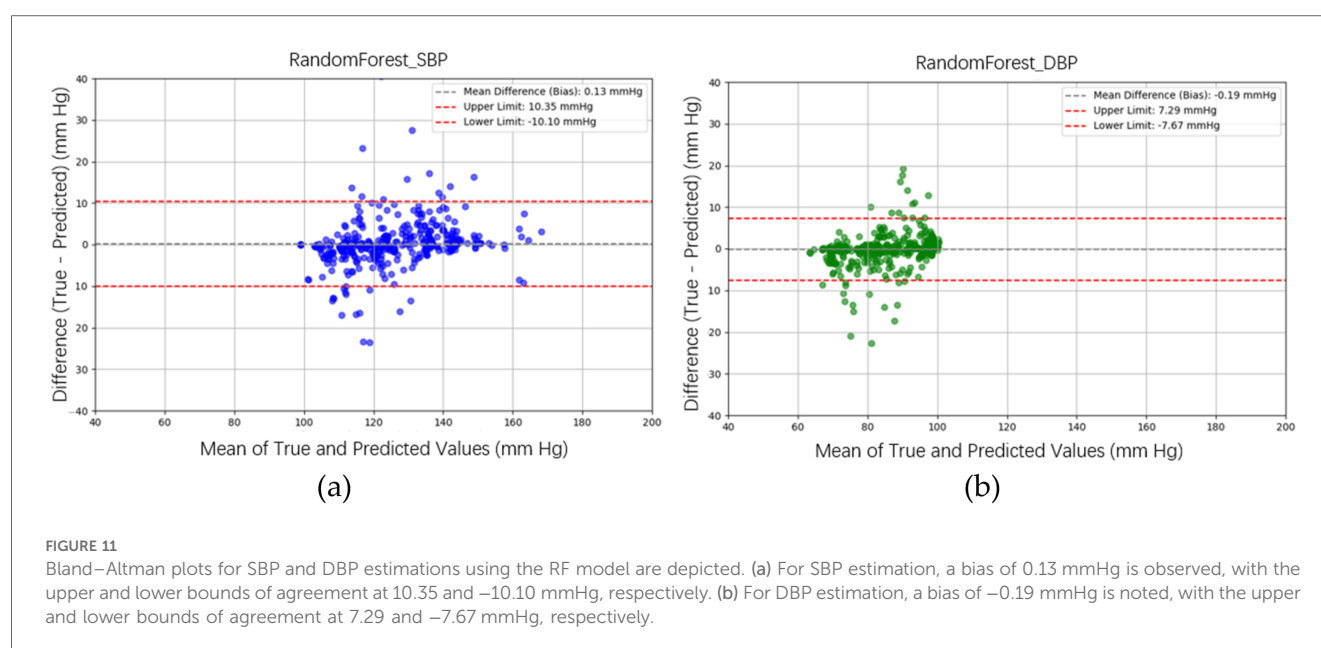 RandomForest_SBP
Mean Difference (Bias): 0.13 mmHg
Upper Limit: 10.35 mmHg
Lower Limit: -10.10 mmHg
Difference (True - Predicted) (mm Hg)
40
30
20
10
0
10
20
30
-40
40
60
80
100
120
140
160
180
200
Mean of True and Predicted Values (mm Hg)
(a)
RandomForest_DBP
Mean Difference (Bias): -0.19 mmHg
Upper Limit: 7.29 mmHg
Lower Limit: -7.67 mmHg
Difference (True - Predicted) (mm Hg)
40
30
20
10
0
10
20
-30
40
40
60
80
100
120
140
160
180
200
Mean of True and Predicted Values (mm Hg)
(b)
FIGURE 11
Bland–Altman plots for SBP and DBP estimations using the RF model are depicted. (a) For SBP estimation, a bias of 0.13 mmHg is observed, with the
upper and lower bounds of agreement at 10.35 and −10.10 mmHg, respectively. (b) For DBP estimation, a bias of −0.19 mmHg is noted, with the upper
and lower bounds of agreement at 7.29 and −7.67 mmHg, respectively.